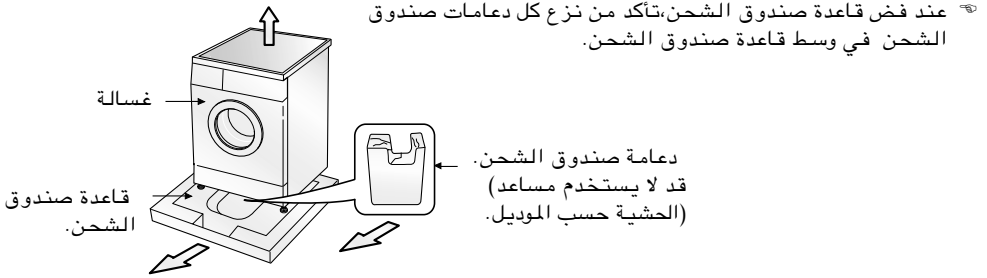 ☞ عند فض قاعدة صندوق الشحن،تأكد من نزع كل دعامات صندوق
الشحن في وسط قاعدة صندوق الشحن.
غسالة
دعامة صندوق الشحن.
قد لا يستخدم مساعد)
(الحشية حسب الموديل.
قاعدة صندوق
الشحن.